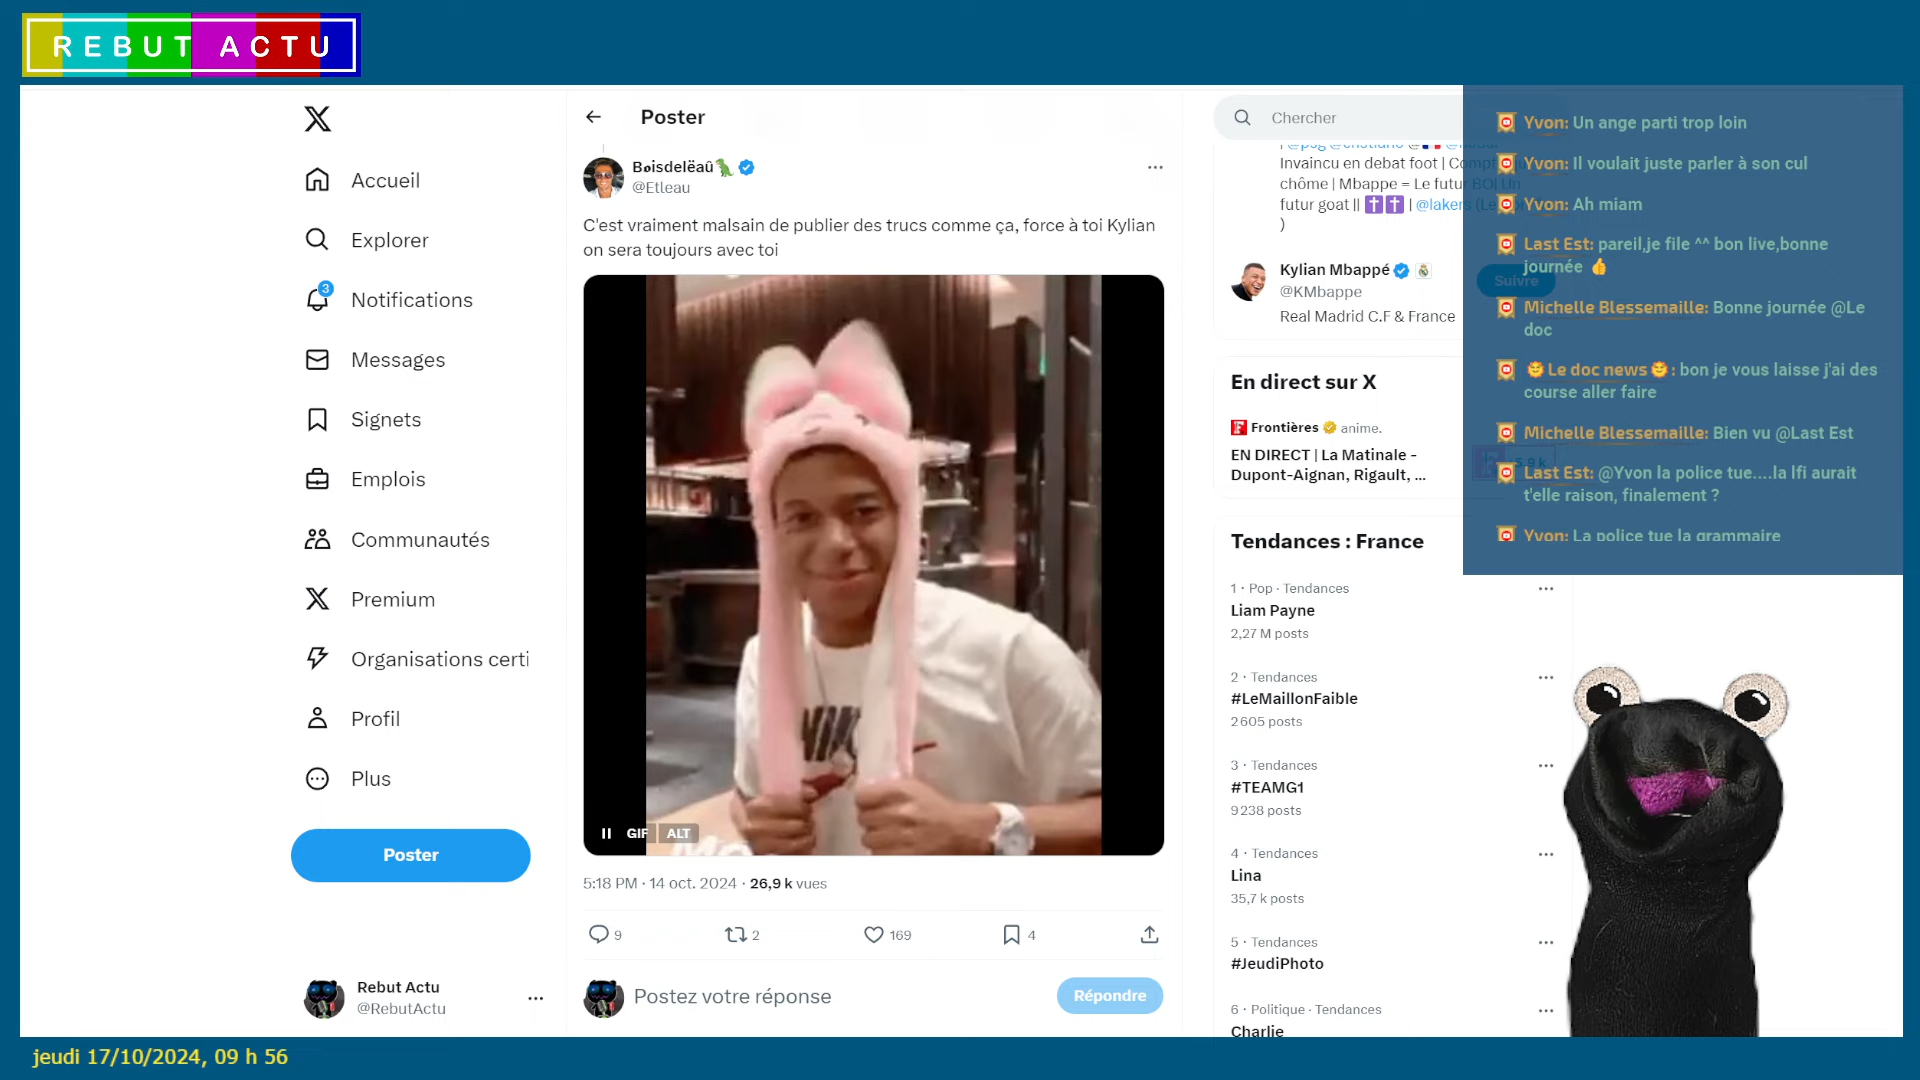 REBUT ACTU
Accueil
Explorer
3
Notifications
Messages
Signets
Emplois
Communautés
Premium
Organisations certi
Profil
Plus
Poster
Rebut Actu
@RebutActu
Poster
Bøisdelëaû
@Etleau
C'est vraiment malsain de publier des trucs comme ça, force à toi Kylian
on sera toujours avec toi
GIF ALT
5:18 PM · 14 oct. 2024 · 26,9 k vues
9 2 169 4
Postez votre réponse
Répondre
Chercher
| @psg @cristiano
Invaincu en debat foot |
chôme | Mbappe = Le futur BO| Un
futur goat || | @lakers
)
Kylian Mbappé
@KMbappe
Real Madrid C.F & France
Suivre
En direct sur X
Frontières anime.
EN DIRECT | La Matinale -
Dupont-Aignan, Rigault, ...
Tendances : France
1 · Pop · Tendances
Liam Payne
2,27 M posts
2 · Tendances
#LeMaillonFaible
2 605 posts
3 · Tendances
#TEAMG1
9 238 posts
4 · Tendances
Lina
35,7 k posts
5 · Tendances
#JeudiPhoto
6 · Politique · Tendances
Charlie
Yvon: Un ange parti trop loin
Yvon: Il voulait juste parler à son cul
Yvon: Ah miam
Last Est: pareil,je file ^^ bon live,bonne
journée 👍
Michelle Blessemaille: Bonne journée @Le
doc
Le doc news : bon je vous laisse j'ai des
course aller faire
Michelle Blessemaille: Bien vu @Last Est
Last Est: @Yvon la police tue....la lfi aurait
t'elle raison, finalement ?
Yvon: La police tue la grammaire
jeudi 17/10/2024, 09 h 56